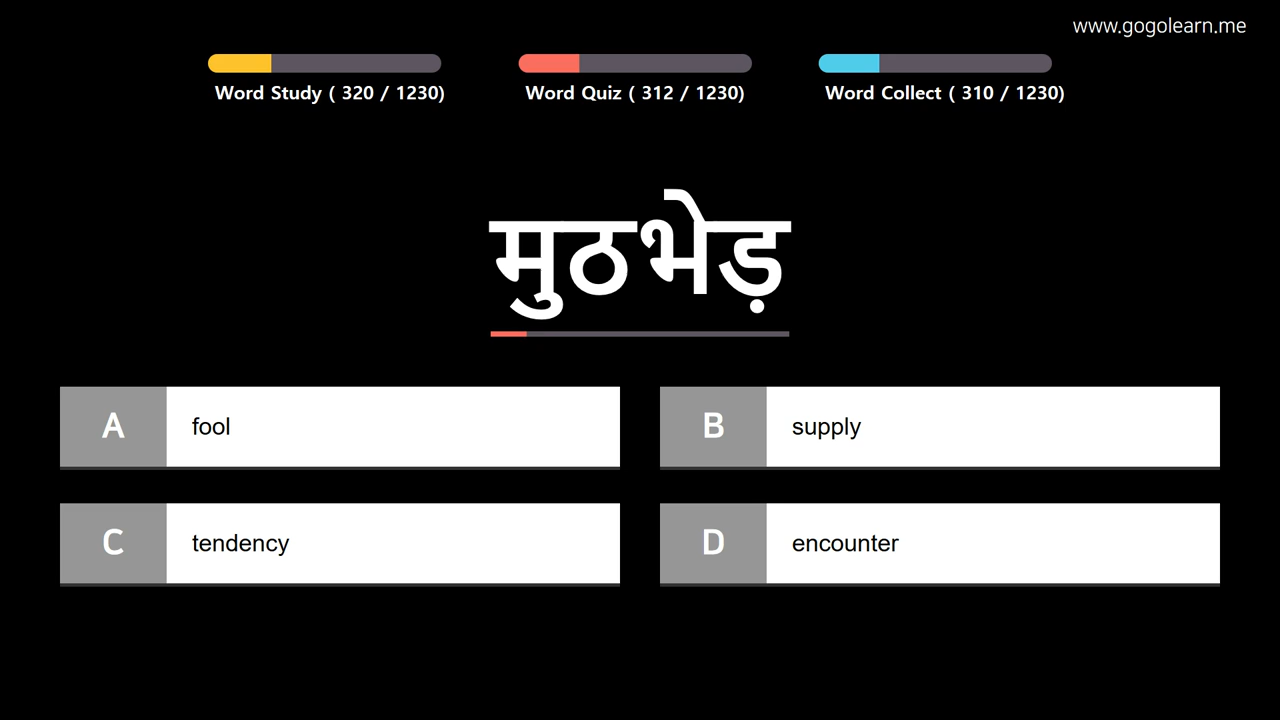 www.gogolearn.me
Word Study ( 320 / 1230)
Word Quiz ( 312 / 1230)
Word Collect ( 310 / 1230)
मुठभेड़
A fool
B supply
C tendency
D encounter